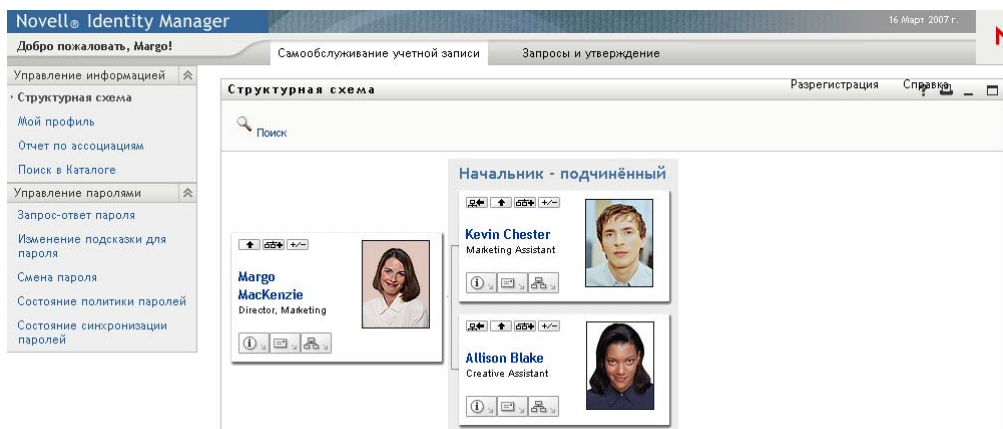 Novell® Identity Manager
16 Март 2007 г.
Добро пожаловать, Margo!
Самообслуживание учетной записи
Запросы и утверждение
Разрегистрация
Справка
Управление информацией
Структурная схема
Мой профиль
Отчет по ассоциациям
Поиск в Каталоге
Управление паролями
Запрос-ответ пароля
Изменение подсказки для
пароля
Смена пароля
Состояние политики паролей
Состояние синхронизации
паролей
Структурная схема
Поиск
Margo
MacKenzie
Director, Marketing
Начальник - подчинённый
Kevin Chester
Marketing Assistant
Allison Blake
Creative Assistant